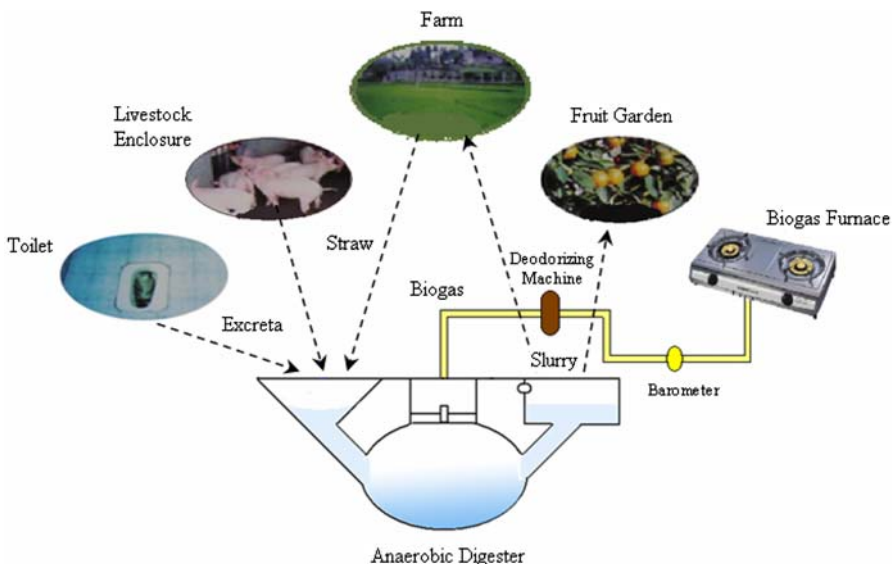 Farm
Livestock
Enclosure
Fruit Garden
Toilet
Biogas Furnace
Straw
Deodorizing
Machine
Biogas
Excreta
Slurry
Barometer
Anaerobic Digester